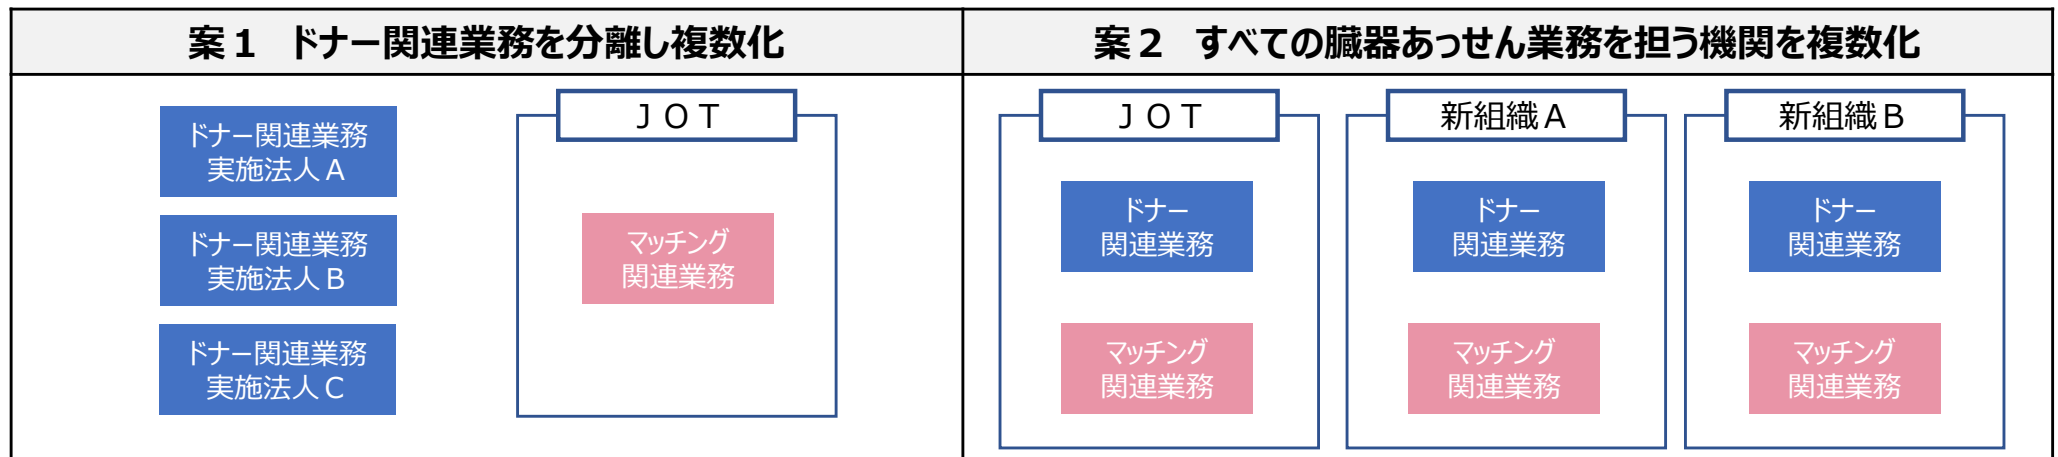 案１　ドナー関連業務を分離し複数化
ドナー関連業務
実施法人Ａ
ドナー関連業務
実施法人Ｂ
ドナー関連業務
実施法人Ｃ
ＪＯＴ
マッチング
関連業務
案２　すべての臓器あっせん業務を担う機関を複数化
ＪＯＴ
ドナー
関連業務
マッチング
関連業務
新組織Ａ
ドナー
関連業務
マッチング
関連業務
新組織Ｂ
ドナー
関連業務
マッチング
関連業務